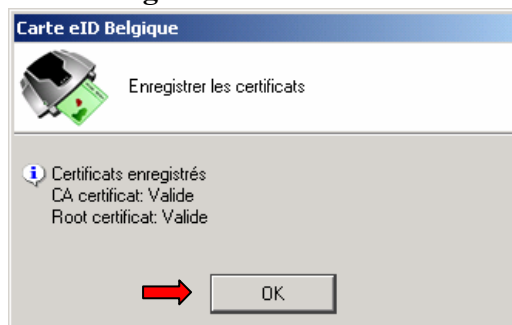 Carte eID Belgique
Enregistrer les certificats
Certificats enregistrés
CA certificat: Valide
Root certificat: Valide
OK